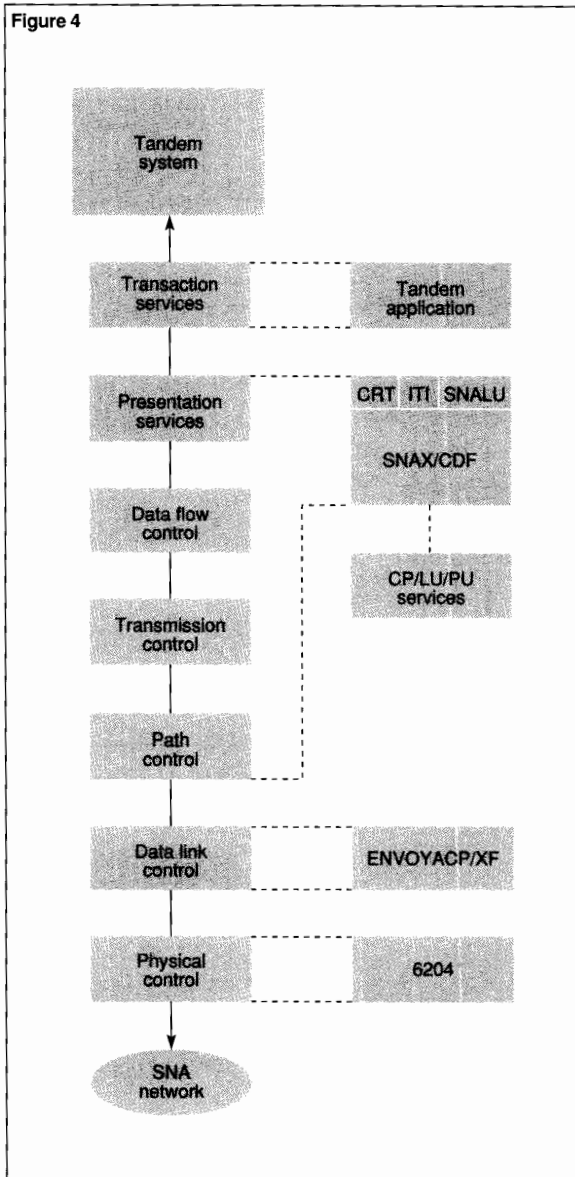 Figure 4
Tandem
system
Transaction
services
Tandem
application
Presentation
services
CRT ITI SNALU
SNAX/CDF
Data flow
control
CP/LU/PU
services
Transmission
control
Path
control
Data link
control
ENVOYACP/XF
Physical
control
6204
SNA
network